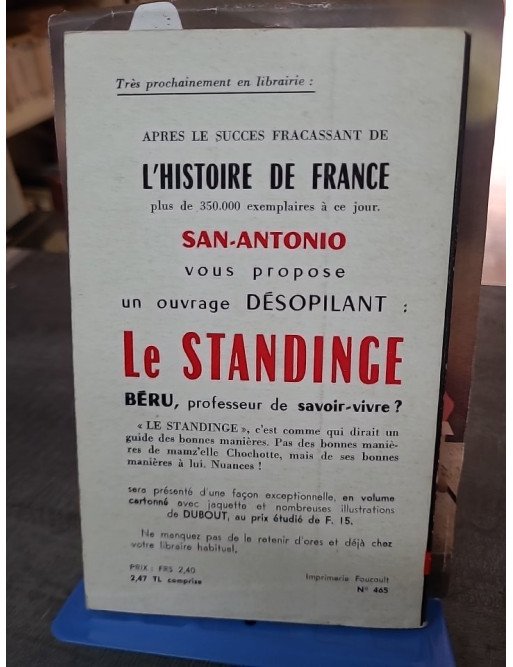 Très prochainement en librairie :
APRES LE SUCCES FRACASSANT DE
L'HISTOIRE DE FRANCE
plus de 350.000 exemplaires à ce jour.
SAN-ANTONIO
vous propose
un ouvrage DÉSOPILANT :
Le STANDINGE
BÉRU, professeur de savoir-vivre ?
« LE STANDINGE », c'est comme qui dirait un
guide des bonnes manières. Pas des bonnes maniè-
res de mamz'elle Chochotte, mais de ses bonnes
manières à lui. Nuances !
sera présenté d'une façon exceptionnelle, en volume
cartonné avec jaquette et nombreuses illustrations
de DUBOUT, au prix étudié de F. 15.
Ne manquez pas de le retenir d'ores et déjà chez
votre libraire habituel.
PRIX : FRS 2,40
2,47 TL comprise
Imprimerie Foucault
N° 465